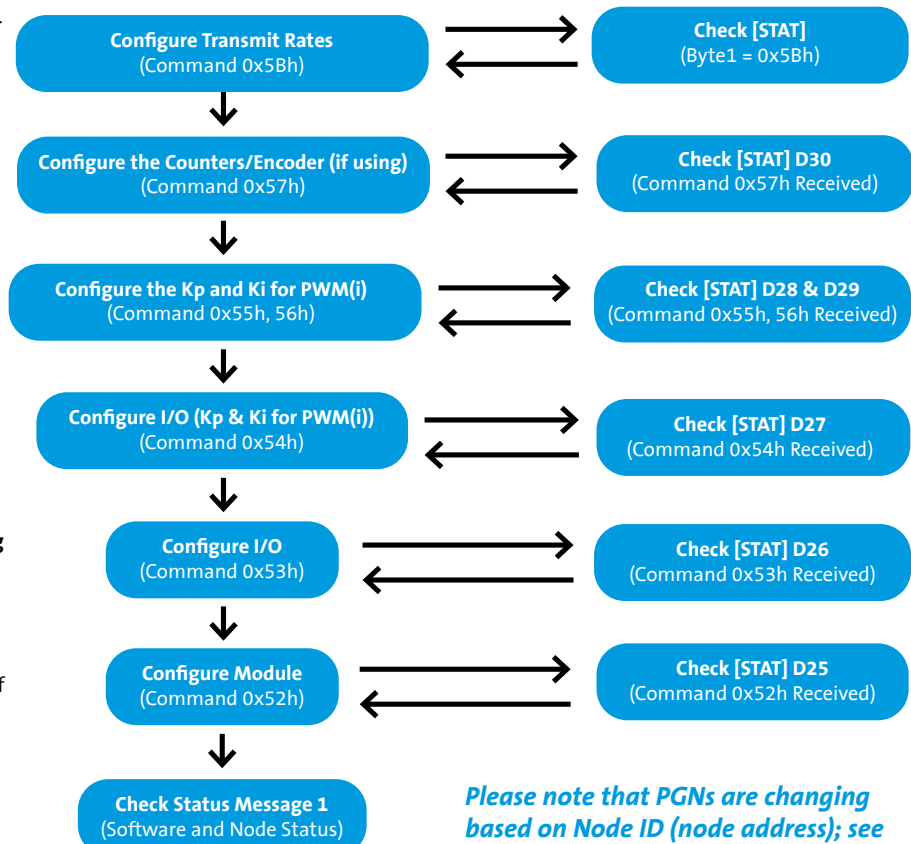 Configure Transmit Rates
(Command 0x5Bh)
Check [STAT]
(Byte1 = 0x5Bh)
Configure the Counters/Encoder (if using)
(Command 0x57h)
Check [STAT] D30
(Command 0x57h Received)
Configure the Kp and Ki for PWM(i)
(Command 0x55h, 56h)
Check [STAT] D28 & D29
(Command 0x55h, 56h Received)
Configure I/O (Kp & Ki for PWM(i))
(Command 0x54h)
Check [STAT] D27
(Command 0x54h Received)
g
Configure I/O
(Command 0x53h)
Check [STAT] D26
(Command 0x53h Received)
f
Configure Module
(Command 0x52h)
Check [STAT] D25
(Command 0x52h Received)
Check Status Message 1
(Software and Node Status)
Please note that PGNs are changing
based on Node ID (node address); see